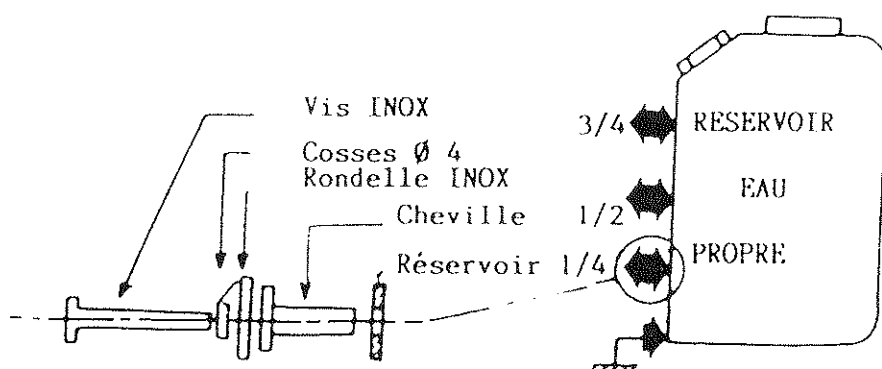 Vis INOX
Cosses Ø 4
Rondelle INOX
Cheville
Réservoir
3/4
1/2
1/4
RESERVOIR
EAU
PROPRE